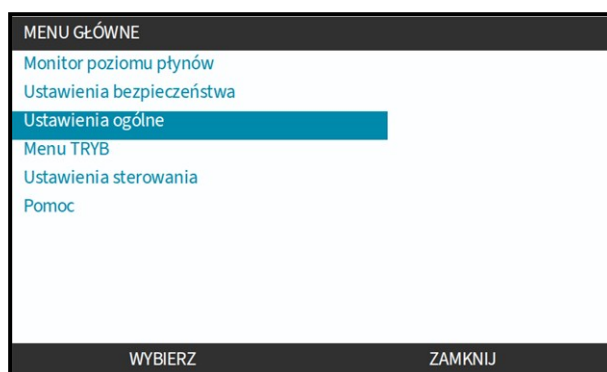 MENU GŁÓWNE
Monitor poziomu płynów
Ustawienia bezpieczeństwa
Ustawienia ogólne
Menu TRYB
Ustawienia sterowania
Pomoc
WYBIERZ ZAMKNIJ